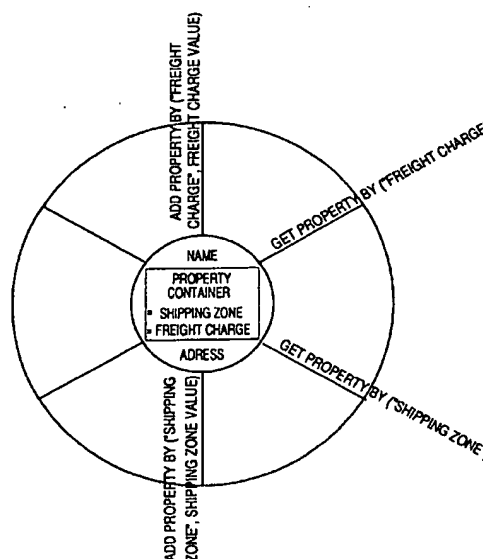 ADD PROPERTY BY ("FREIGHT
CHARGE", FREIGHT CHARGE VALUE)
GET PROPERTY BY ("FREIGHT CHARGE
NAME
PROPERTY
CONTAINER
▪ SHIPPING ZONE
▪ FREIGHT CHARGE
ADRESS
GET PROPERTY BY ("SHIPPING ZONE
ADD PROPERTY BY ("SHIPPING
ZONE", SHIPPING ZONE VALUE)